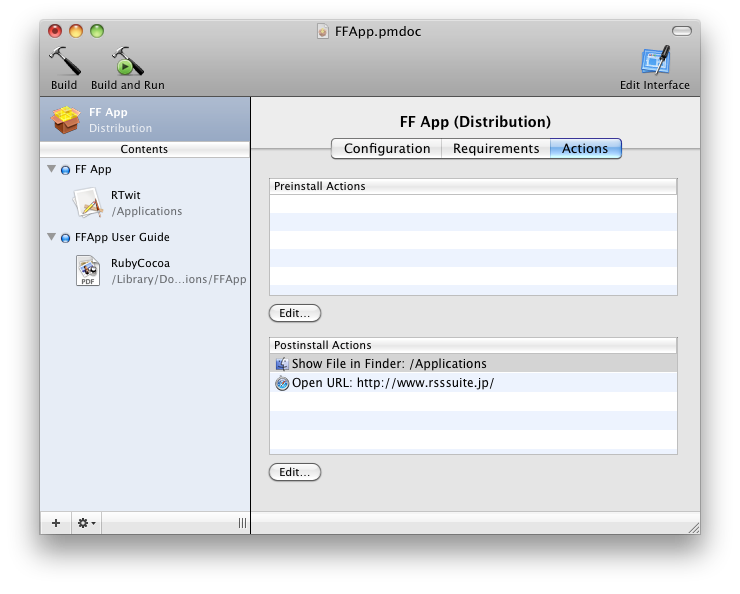 FFApp.pmdoc
Build
Build and Run
Edit Interface
FF App
Distribution
Contents
FF App
RTwit
/Applications
FFApp User Guide
PDF
RubyCocoa
/Library/Do...ions/FFApp
FF App (Distribution)
Configuration
Requirements
Actions
Preinstall Actions
Edit...
Postinstall Actions
Show File in Finder: /Applications
Open URL: http://www.rsssuite.jp/
Edit...